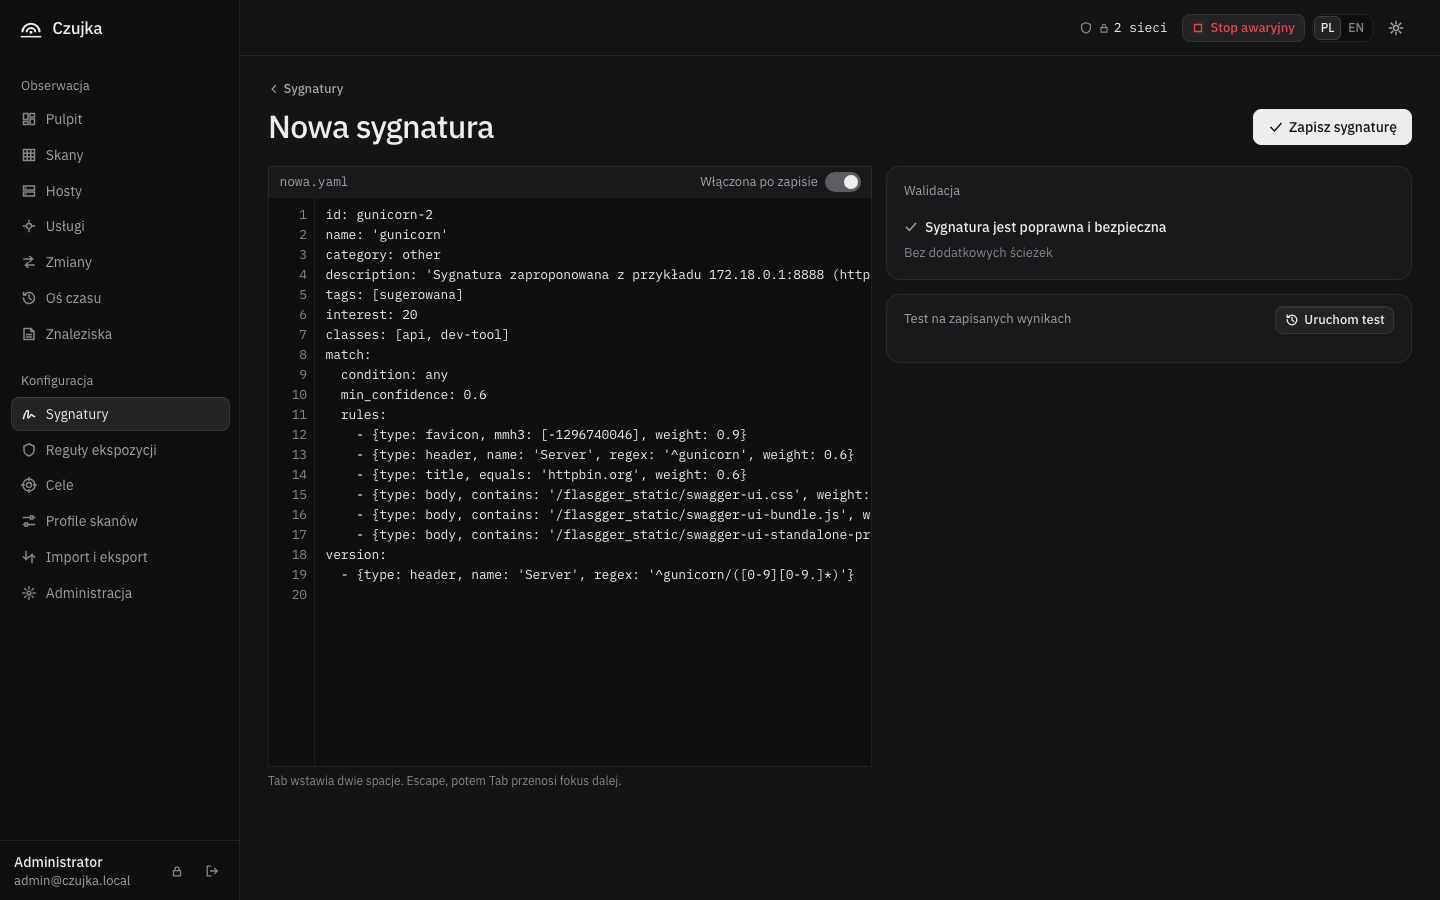 Czujka
2 sieci
Stop awaryjny
PL
EN
Obserwacja
Pulpit
Skany
Hosty
Usługi
Zmiany
Oś czasu
Znaleziska
Konfiguracja
Sygnatury
Reguły ekspozycji
Cele
Profile skanów
Import i eksport
Administracja
Administrator
admin@czujka.local
Sygnatury
Nowa sygnatura
Zapisz sygnaturę
nowa.yaml
Włączona po zapisie
1 id: gunicorn-2
2 name: 'gunicorn'
3 category: other
4 description: 'Sygnatura zaproponowana z przykładu 172.18.0.1:8888 (http
5 tags: [sugerowana]
6 interest: 20
7 classes: [api, dev-tool]
8 match:
9   condition: any
10   min_confidence: 0.6
11   rules:
12     - {type: favicon, mmh3: [-1296740046], weight: 0.9}
13     - {type: header, name: 'Server', regex: '^gunicorn', weight: 0.6}
14     - {type: title, equals: 'httpbin.org', weight: 0.6}
15     - {type: body, contains: '/flasgger_static/swagger-ui.css', weight:
16     - {type: body, contains: '/flasgger_static/swagger-ui-bundle.js', w
17     - {type: body, contains: '/flasgger_static/swagger-ui-standalone-pr
18 version:
19   - {type: header, name: 'Server', regex: '^gunicorn/([0-9][0-9.]*)'}
20
Tab wstawia dwie spacje. Escape, potem Tab przenosi fokus dalej.
Walidacja
Sygnatura jest poprawna i bezpieczna
Bez dodatkowych ścieżek
Test na zapisanych wynikach
Uruchom test